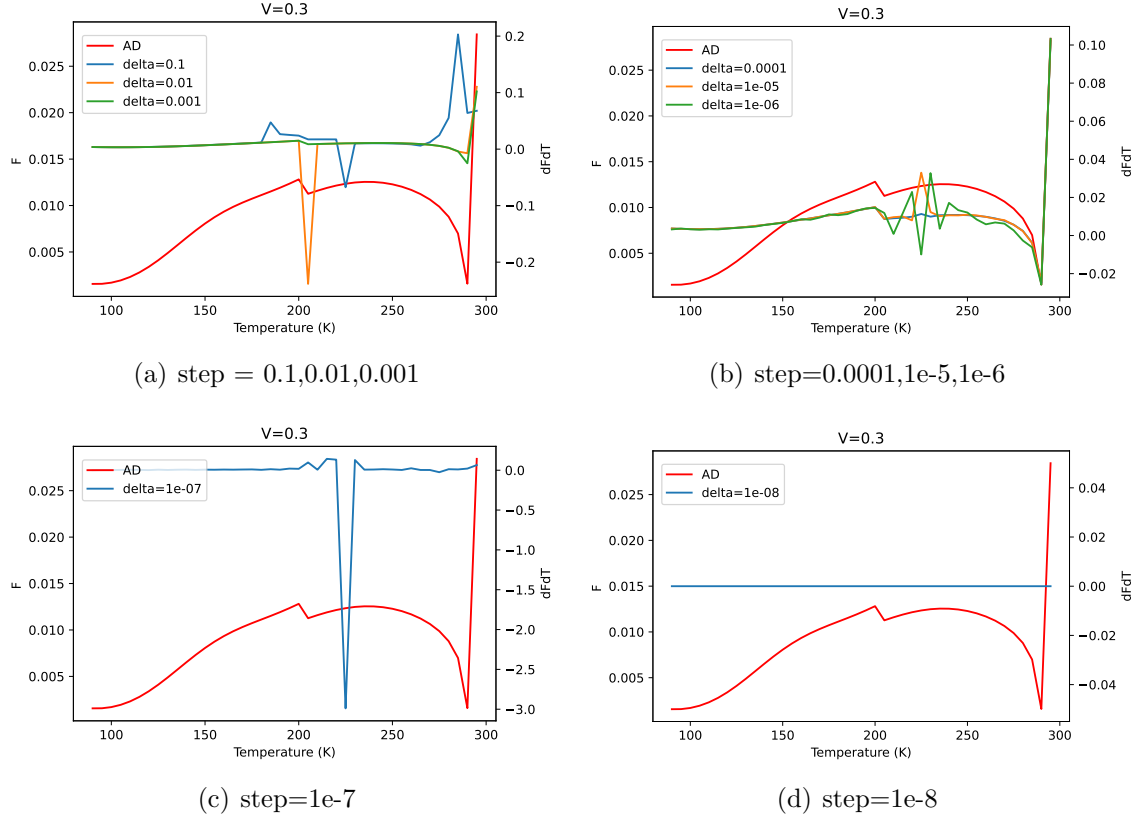 V=0.3
AD
delta=0.1
delta=0.01
delta=0.001
0.025
0.020
0.015
0.010
0.005
F
0.2
0.1
0.0
−0.1
−0.2
dFdT
100 150 200 250 300
Temperature (K)
(a) step = 0.1,0.01,0.001
V=0.3
AD
delta=0.0001
delta=1e-05
delta=1e-06
0.025
0.020
0.015
0.010
0.005
F
0.10
0.08
0.06
0.04
0.02
0.00
−0.02
dFdT
100 150 200 250 300
Temperature (K)
(b) step=0.0001,1e-5,1e-6
V=0.3
AD
delta=1e-07
0.025
0.020
0.015
0.010
0.005
F
0.0
−0.5
−1.0
−1.5
−2.0
−2.5
−3.0
dFdT
100 150 200 250 300
Temperature (K)
(c) step=1e-7
V=0.3
AD
delta=1e-08
0.025
0.020
0.015
0.010
0.005
F
0.04
0.02
0.00
−0.02
−0.04
dFdT
100 150 200 250 300
Temperature (K)
(d) step=1e-8